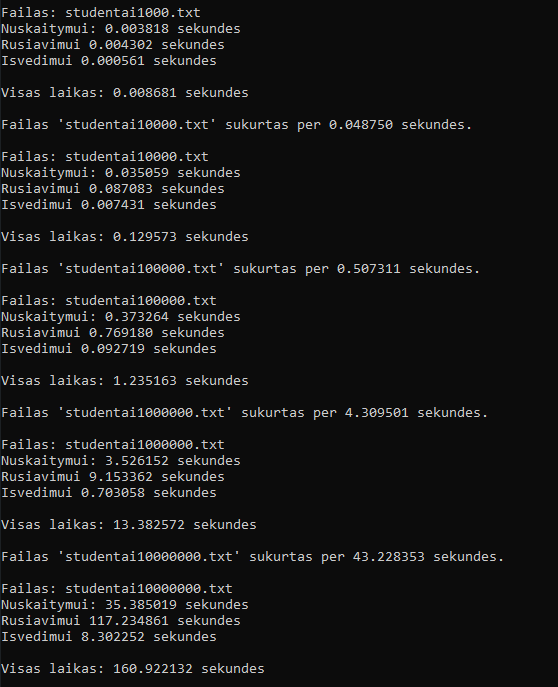 Failas: studentai1000.txt
Nuskaitymui: 0.003818 sekundes
Rusiavimui 0.004302 sekundes
Isvedimui 0.000561 sekundes
Visas laikas: 0.008681 sekundes
Failas 'studentai10000.txt' sukurtas per 0.048750 sekundes.
Failas: studentai10000.txt
Nuskaitymui: 0.035059 sekundes
Rusiavimui 0.087083 sekundes
Isvedimui 0.007431 sekundes
Visas laikas: 0.129573 sekundes
Failas 'studentai100000.txt' sukurtas per 0.507311 sekundes.
Failas: studentai100000.txt
Nuskaitymui: 0.373264 sekundes
Rusiavimui 0.769180 sekundes
Isvedimui 0.092719 sekundes
Visas laikas: 1.235163 sekundes
Failas 'studentai1000000.txt' sukurtas per 4.309501 sekundes.
Failas: studentai1000000.txt
Nuskaitymui: 3.526152 sekundes
Rusiavimui 9.153362 sekundes
Isvedimui 0.703058 sekundes
Visas laikas: 13.382572 sekundes
Failas 'studentai10000000.txt' sukurtas per 43.228353 sekundes.
Failas: studentai10000000.txt
Nuskaitymui: 35.385019 sekundes
Rusiavimui 117.234861 sekundes
Isvedimui 8.302252 sekundes
Visas laikas: 160.922132 sekundes